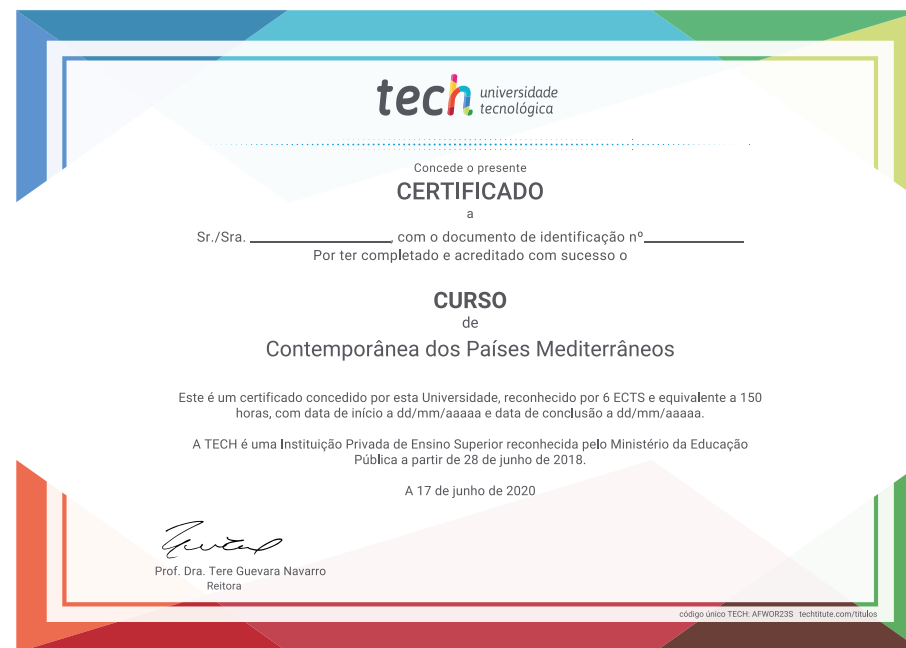 tech universidade
tecnológica
Concede o presente
CERTIFICADO
a
Sr./Sra. ____________________, com o documento de identificação nº______________
Por ter completado e acreditado com sucesso o
CURSO
de
Contemporânea dos Países Mediterrâneos
Este é um certificado concedido por esta Universidade, reconhecido por 6 ECTS e equivalente a 150
horas, com data de início a dd/mm/aaaaa e data de conclusão a dd/mm/aaaaa.
A TECH é uma Instituição Privada de Ensino Superior reconhecida pelo Ministério da Educação
Pública a partir de 28 de junho de 2018.
A 17 de junho de 2020
Prof. Dra. Tere Guevara Navarro
Reitora
código único TECH: AFWOR23S techtitute.com/titulos